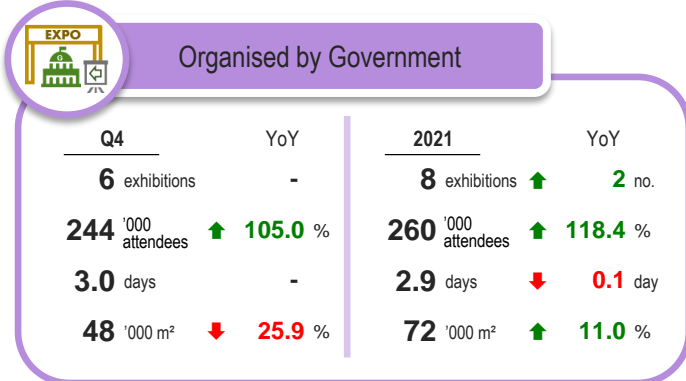 EXPO
G
Organised by Government
Q4 YoY
6 exhibitions -
244 '000 attendees 105.0 %
3.0 days -
48 '000 m² 25.9 %
2021 YoY
8 exhibitions 2 no.
260 '000 attendees 118.4 %
2.9 days 0.1 day
72 '000 m² 11.0 %